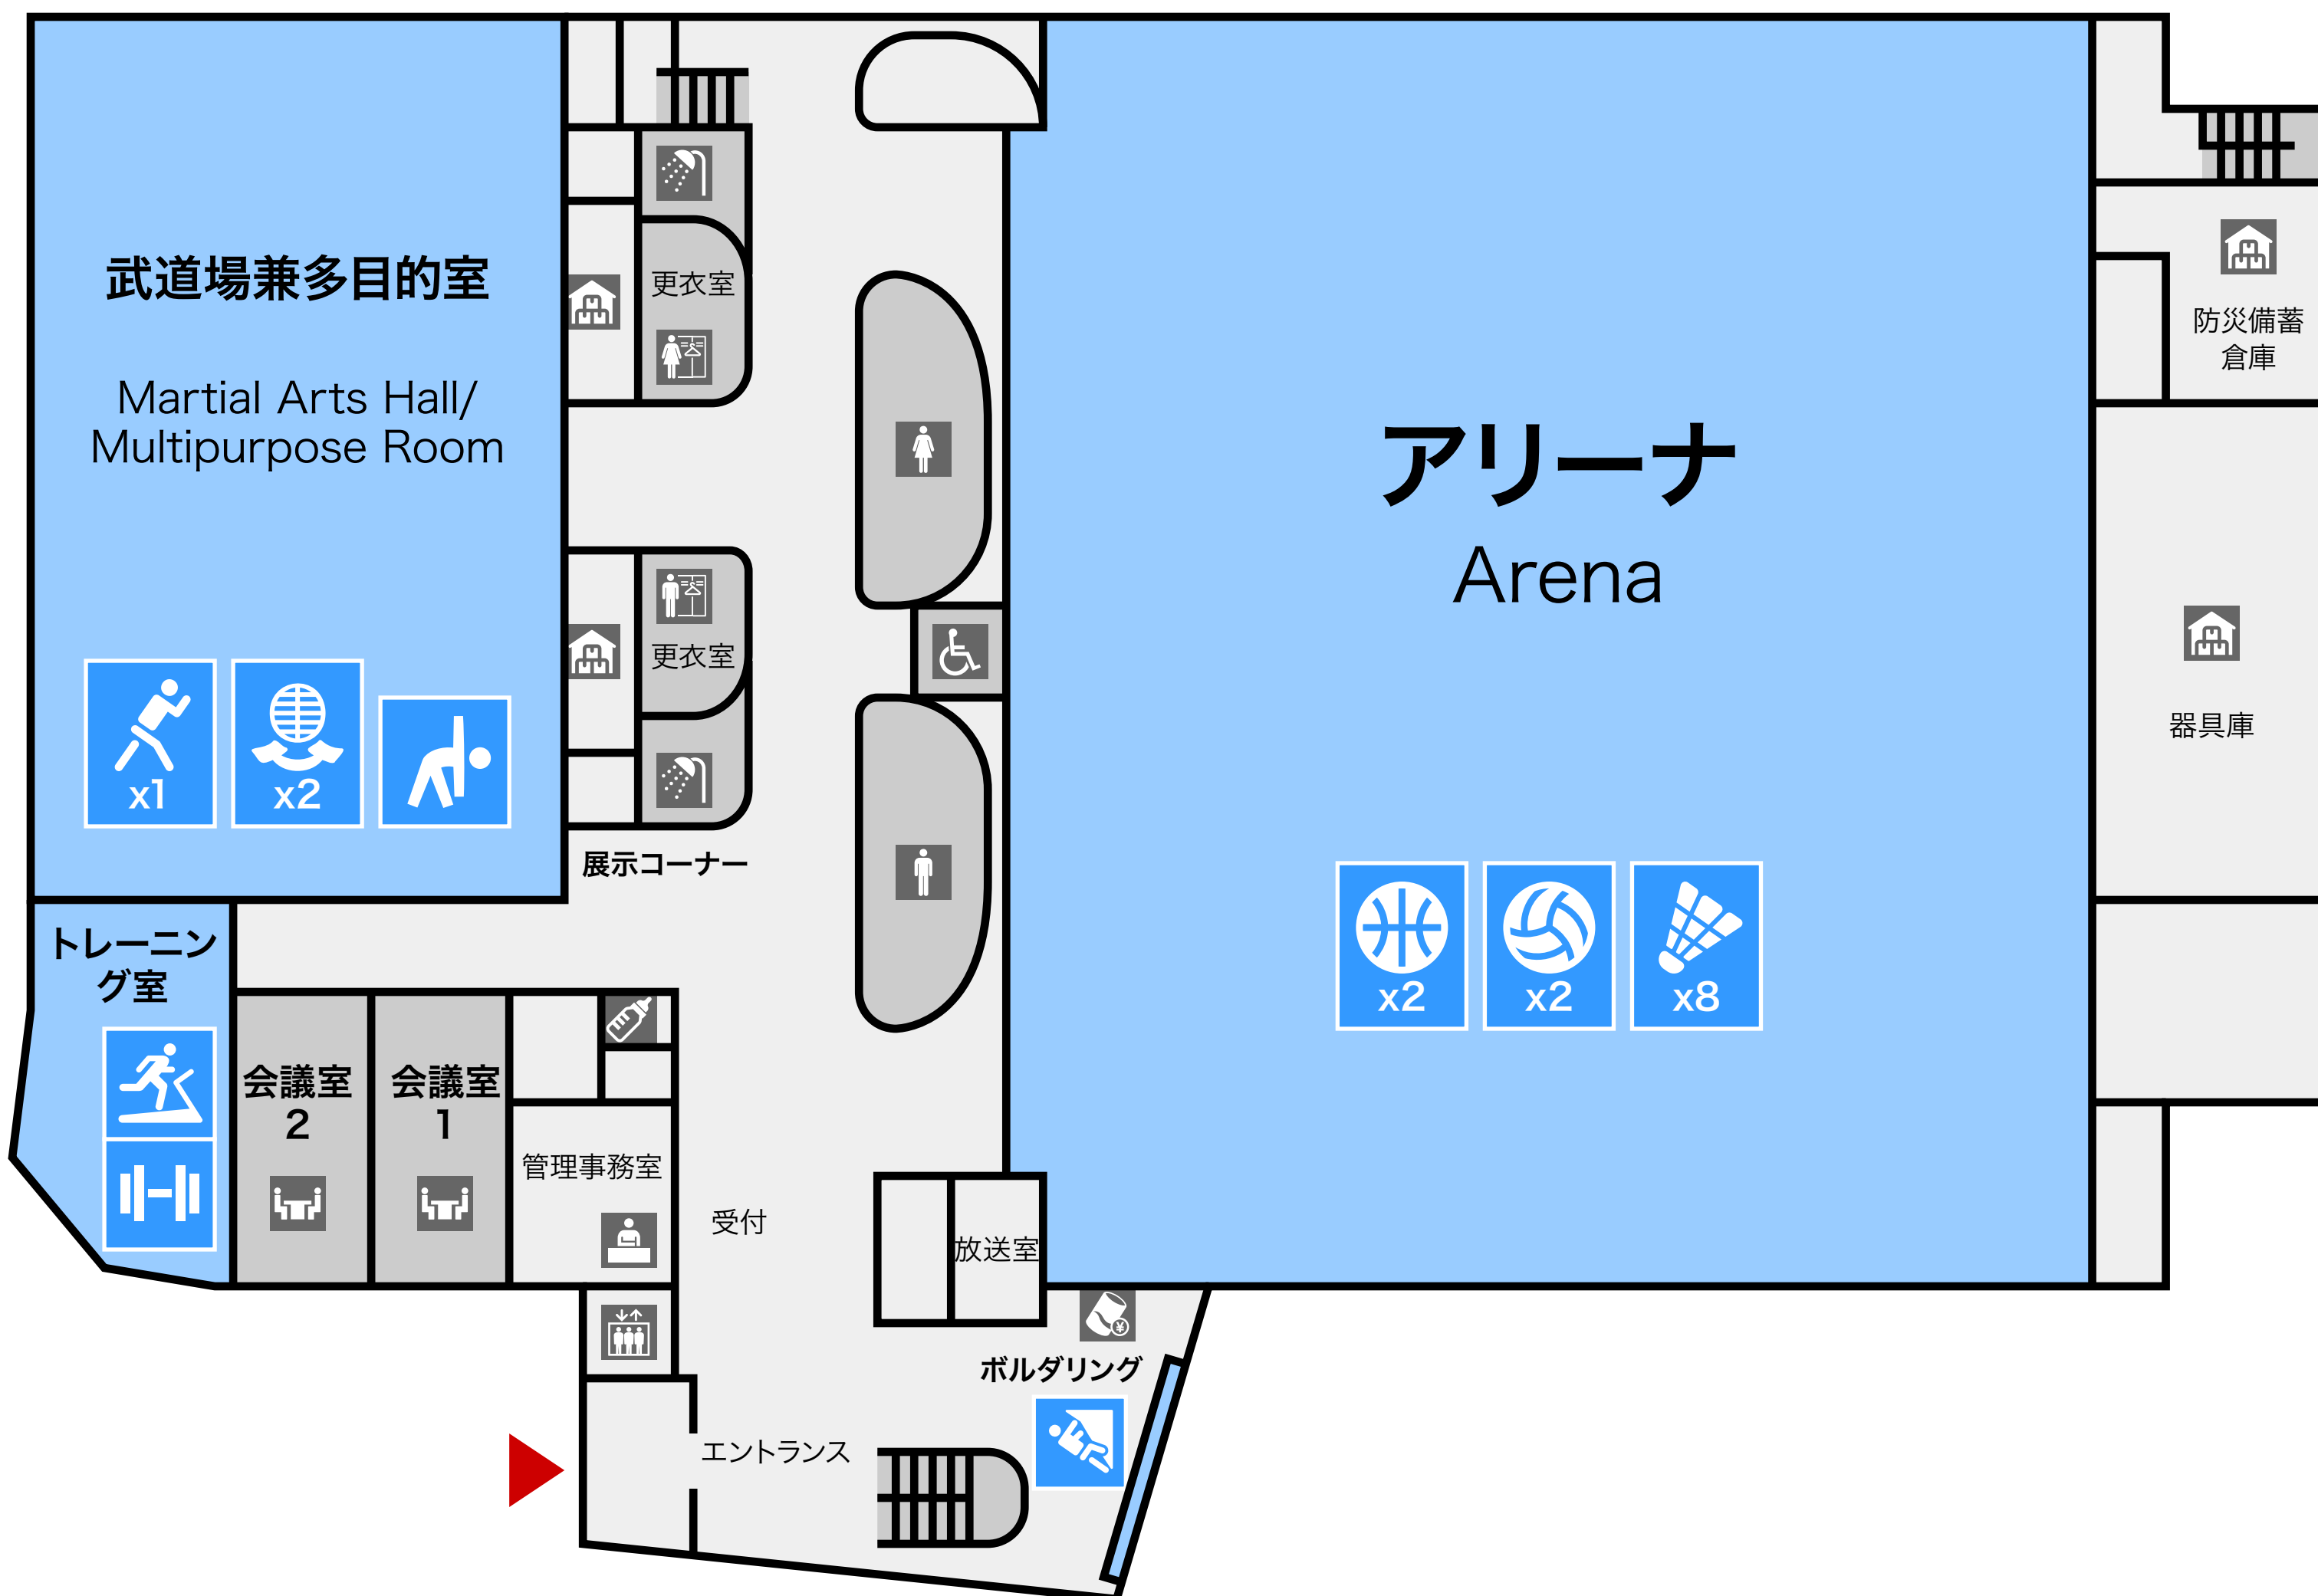 武道場兼多目的室
Martial Arts Hall/
Multipurpose Room
x1
x2
更衣室
更衣室
展示コーナー
アリーナ
Arena
x2
x2
x8
防災備蓄
倉庫
器具庫
トレーニン
グ室
会議室
2
会議室
1
管理事務室
受付
放送室
¥
ボルダリング
エントランス